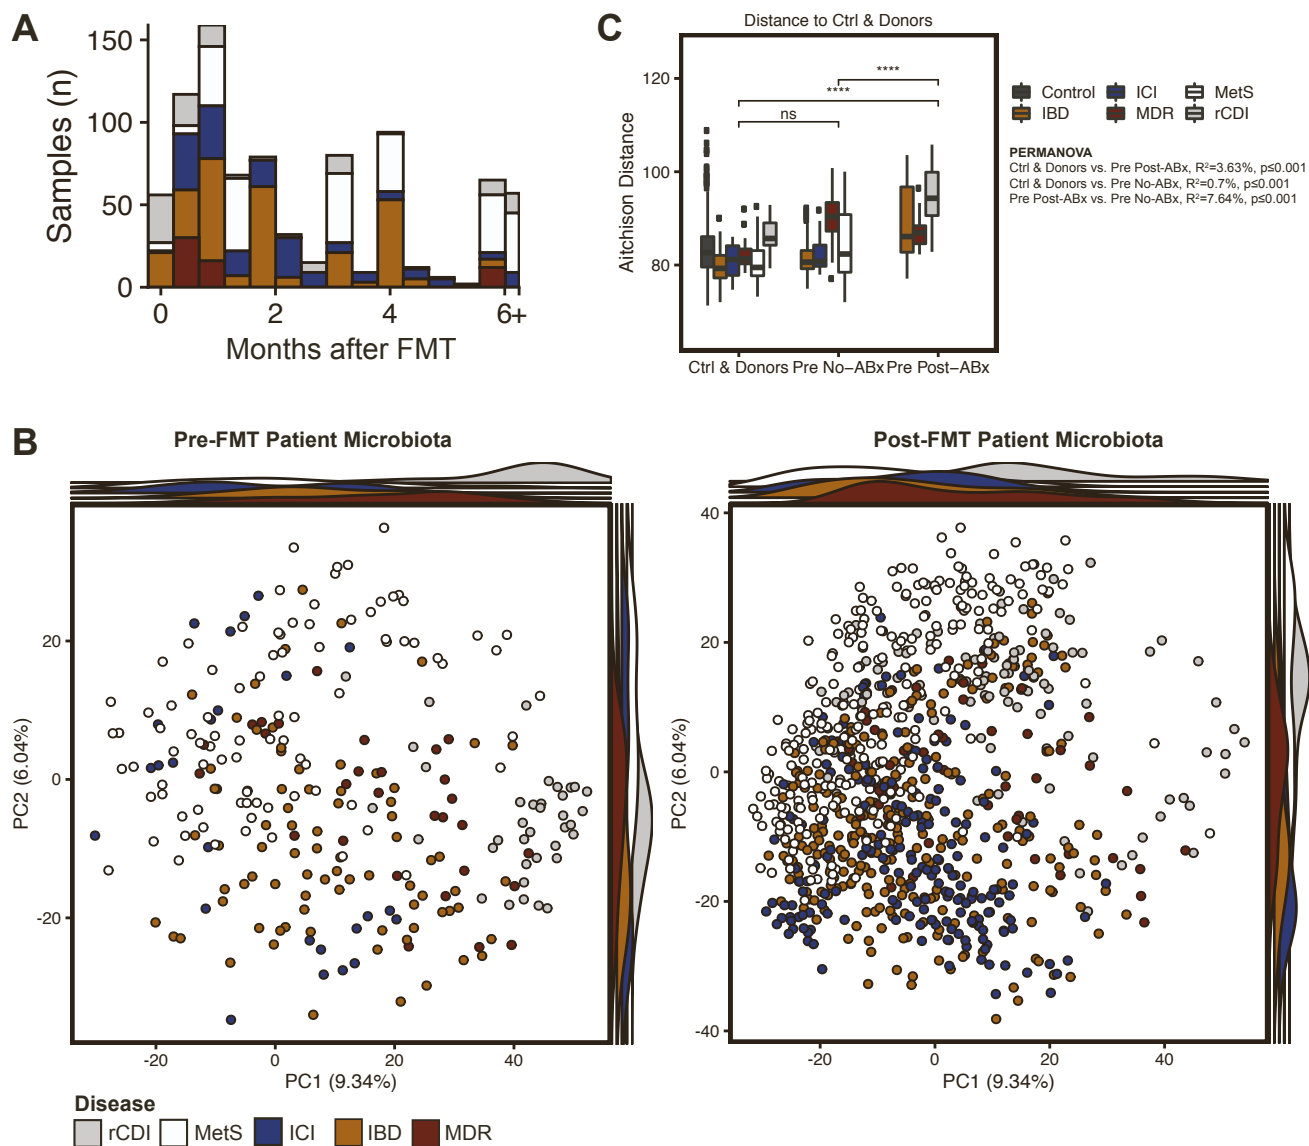 A
150
100
50
0
Samples (n)
0 2 4 6+
Months after FMT
C
Distance to Ctrl & Donors
120
100
80
Aitchison Distance
****
****
ns
Ctrl & Donors Pre No−ABx Pre Post−ABx
Control ICI MetS
IBD MDR rCDI
PERMANOVA
Ctrl & Donors vs. Pre Post-ABx, R²=3.63%, p≤0.001
Ctrl & Donors vs. Pre No-ABx, R²=0.7%, p≤0.001
Pre Post-ABx vs. Pre No-ABx, R²=7.64%, p≤0.001
B
Pre-FMT Patient Microbiota
20
0
-20
PC2 (6.04%)
-20 0 20 40
PC1 (9.34%)
Post-FMT Patient Microbiota
40
20
0
-20
-40
PC2 (6.04%)
-20 0 20 40
PC1 (9.34%)
Disease
rCDI MetS ICI IBD MDR